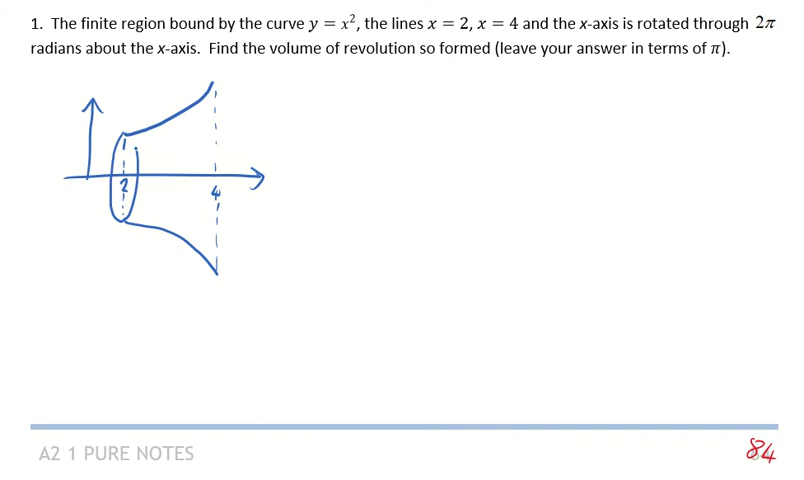 1. The finite region bound by the curve y = x², the lines x = 2, x = 4 and the x-axis is rotated through 2π
radians about the x-axis. Find the volume of revolution so formed (leave your answer in terms of π).
2
4
A2 1 PURE NOTES
84